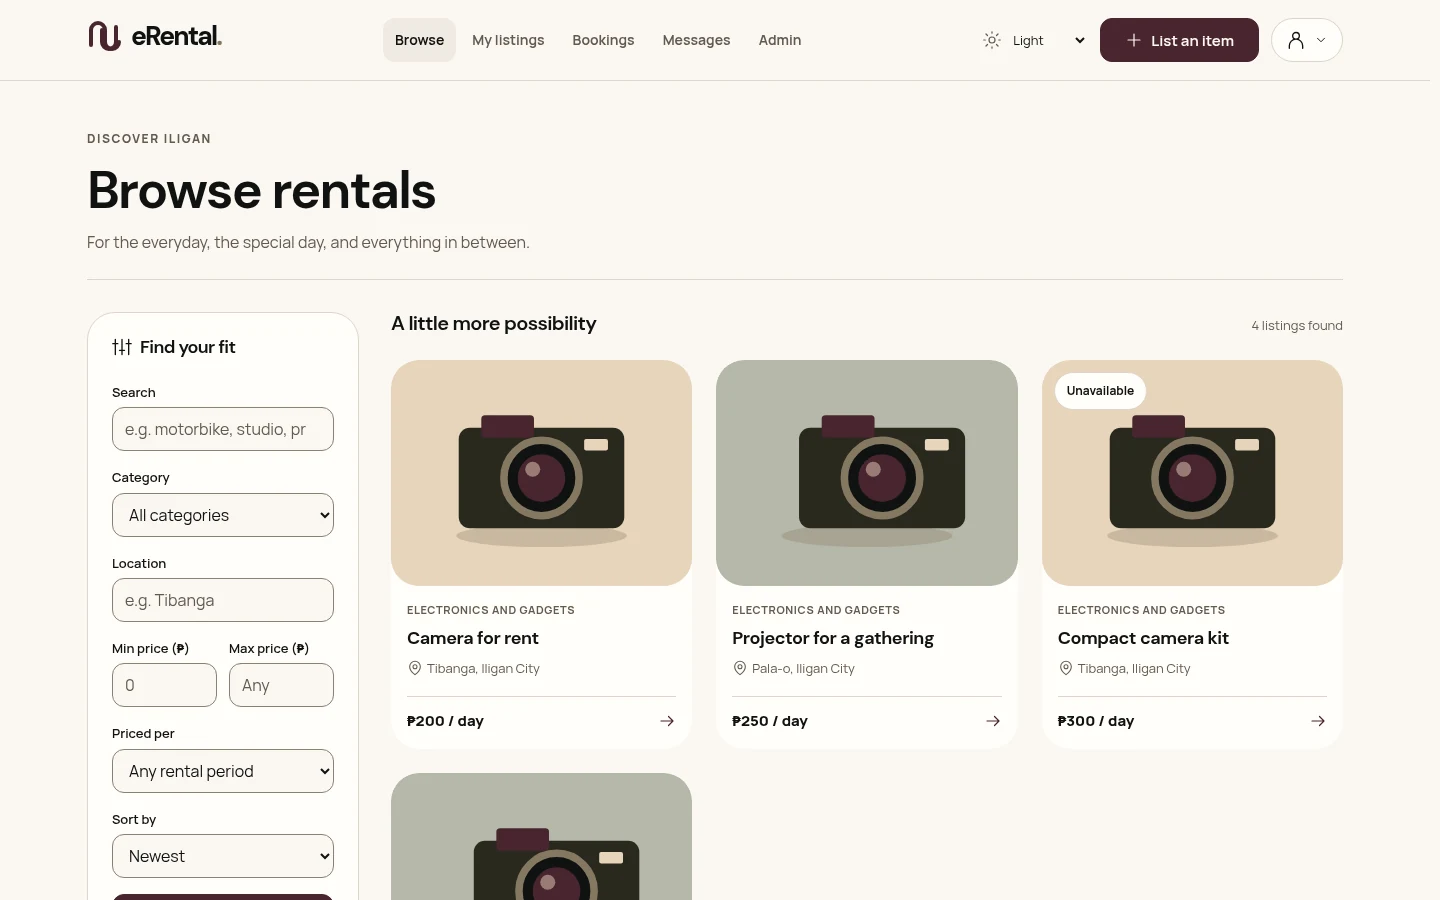 eRental.
Browse
My listings
Bookings
Messages
Admin
Light
List an item
DISCOVER ILIGAN
Browse rentals
For the everyday, the special day, and everything in between.
Find your fit
Search
e.g. motorbike, studio, pr
Category
All categories
Location
e.g. Tibanga
Min price (₱)
Max price (₱)
0
Any
Priced per
Any rental period
Sort by
Newest
A little more possibility
4 listings found
ELECTRONICS AND GADGETS
Camera for rent
Tibanga, Iligan City
₱200 / day
ELECTRONICS AND GADGETS
Projector for a gathering
Pala-o, Iligan City
₱250 / day
Unavailable
ELECTRONICS AND GADGETS
Compact camera kit
Tibanga, Iligan City
₱300 / day